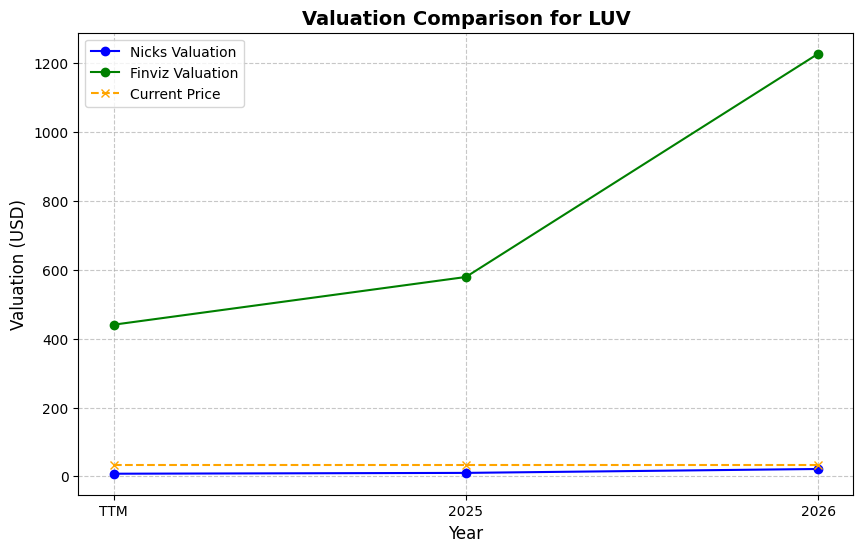 Valuation Comparison for LUV
Nicks Valuation
Finviz Valuation
Current Price
1200
1000
800
600
400
200
0
Valuation (USD)
TTM
2025
2026
Year